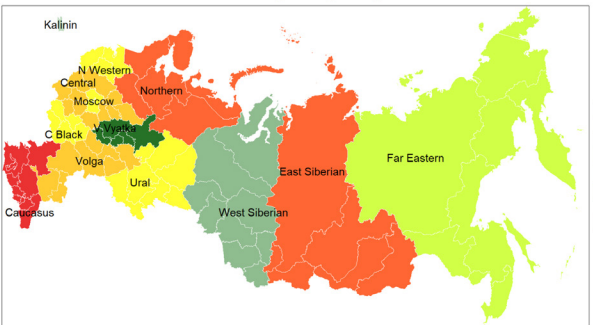 Kalinin
N Western
Central
Northern
Moscow
Vyatka
C Black
Volga
Far Eastern
East Siberian
Ural
Caucasus
West Siberian